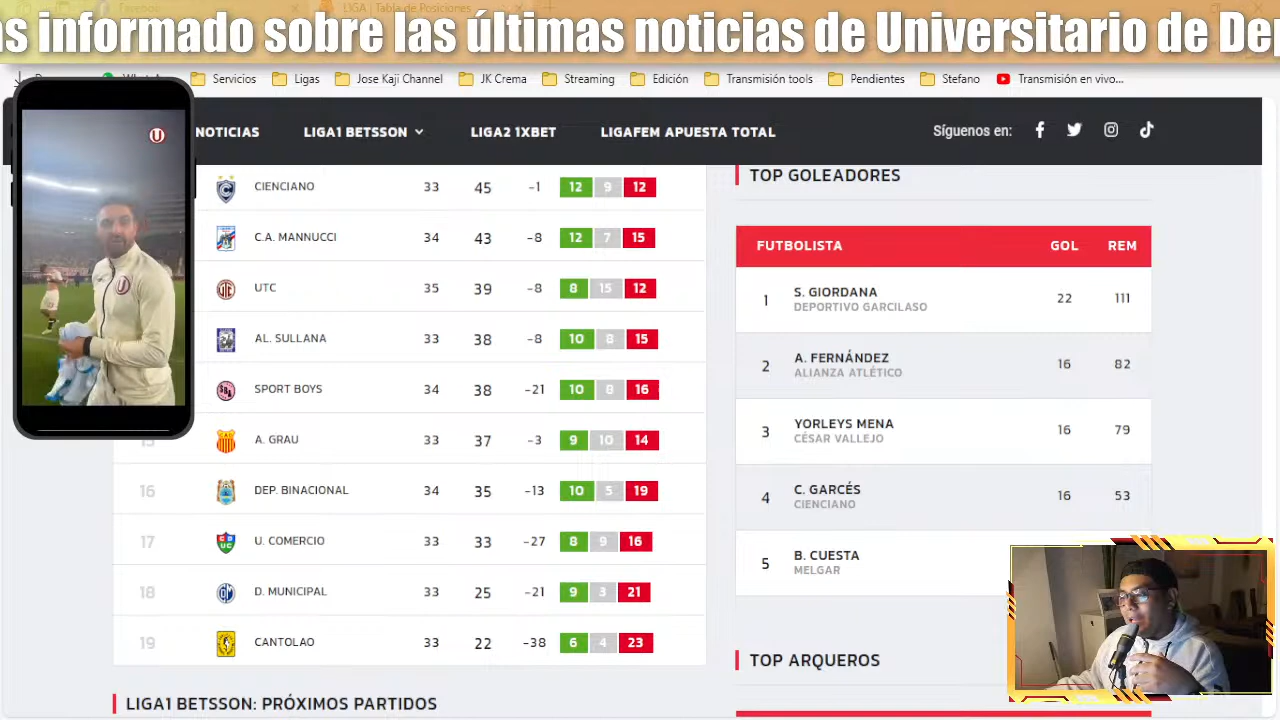 as informado sobre las últimas noticias de Universitario de De
LIGA | Tabla de Posiciones
Servicios Ligas Jose Kaji Channel JK Crema Streaming Edición Transmisión tools Pendientes Stefano Transmisión en vivo...
NOTICIAS LIGA1 BETSSON LIGA2 1XBET LIGAFEM APUESTA TOTAL Síguenos en:
CIENCIANO 33 45 -1 12 9 12
C.A. MANNUCCI 34 43 -8 12 7 15
UTC 35 39 -8 8 15 12
AL. SULLANA 33 38 -8 10 8 15
SPORT BOYS 34 38 -21 10 8 16
A. GRAU 33 37 -3 9 10 14
16 DEP. BINACIONAL 34 35 -13 10 5 19
17 U. COMERCIO 33 33 -27 8 9 16
18 D. MUNICIPAL 33 25 -21 9 3 21
19 CANTOLAO 33 22 -38 6 4 23
LIGA1 BETSSON: PRÓXIMOS PARTIDOS
TOP GOLEADORES
FUTBOLISTA GOL REM
1 S. GIORDANA 22 111
DEPORTIVO GARCILASO
2 A. FERNÁNDEZ 16 82
ALIANZA ATLÉTICO
3 YORLEYS MENA 16 79
CÉSAR VALLEJO
4 C. GARCÉS 16 53
CIENCIANO
5 B. CUESTA
MELGAR
TOP ARQUEROS